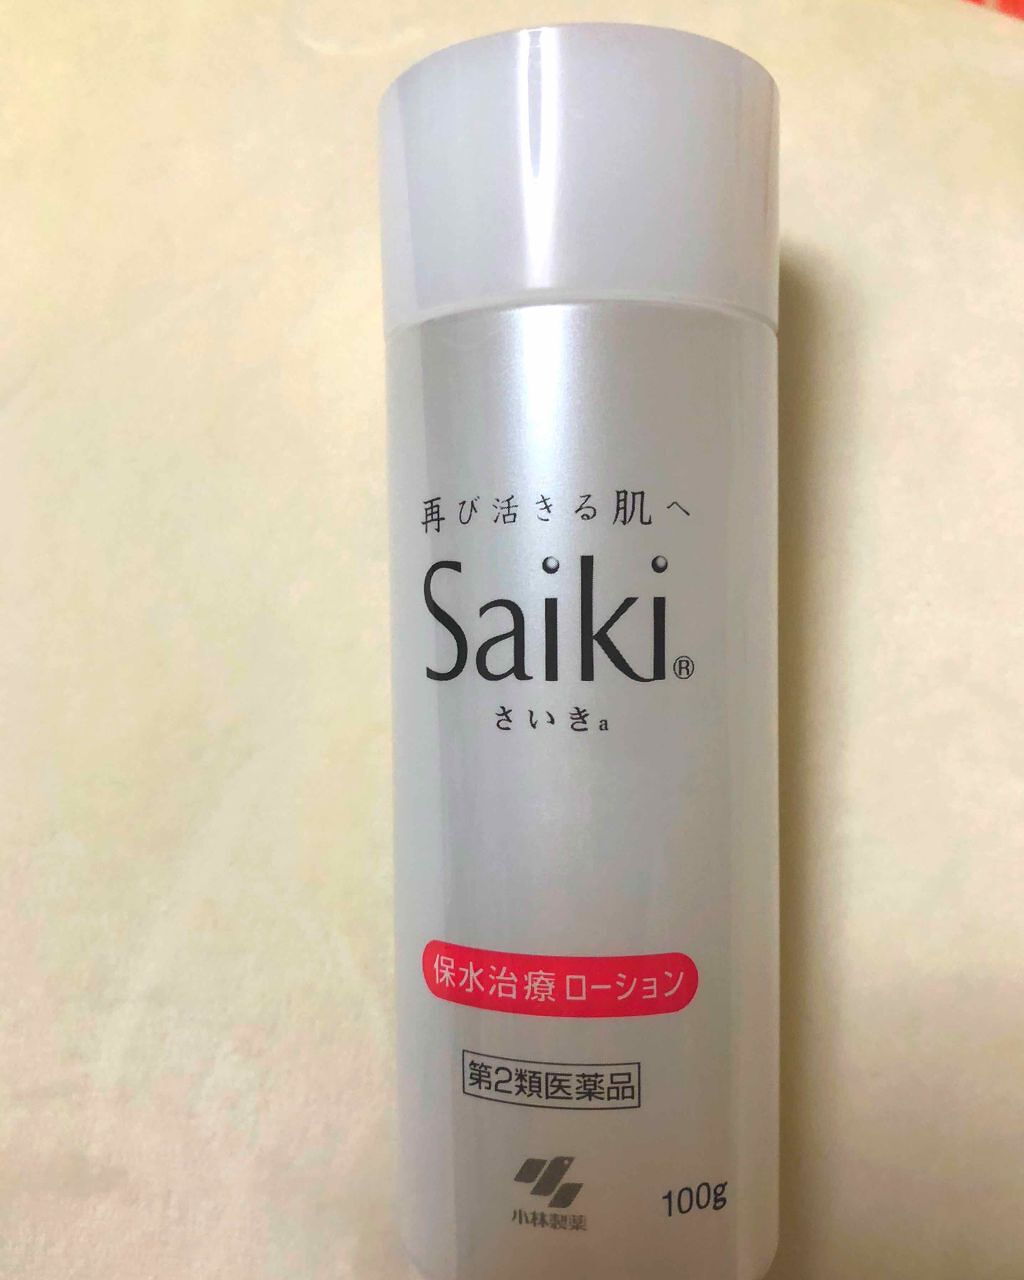 再び活きる肌へ
Saiki®
さいきa
保水治療ローション
第2類医薬品
小林製薬
100g